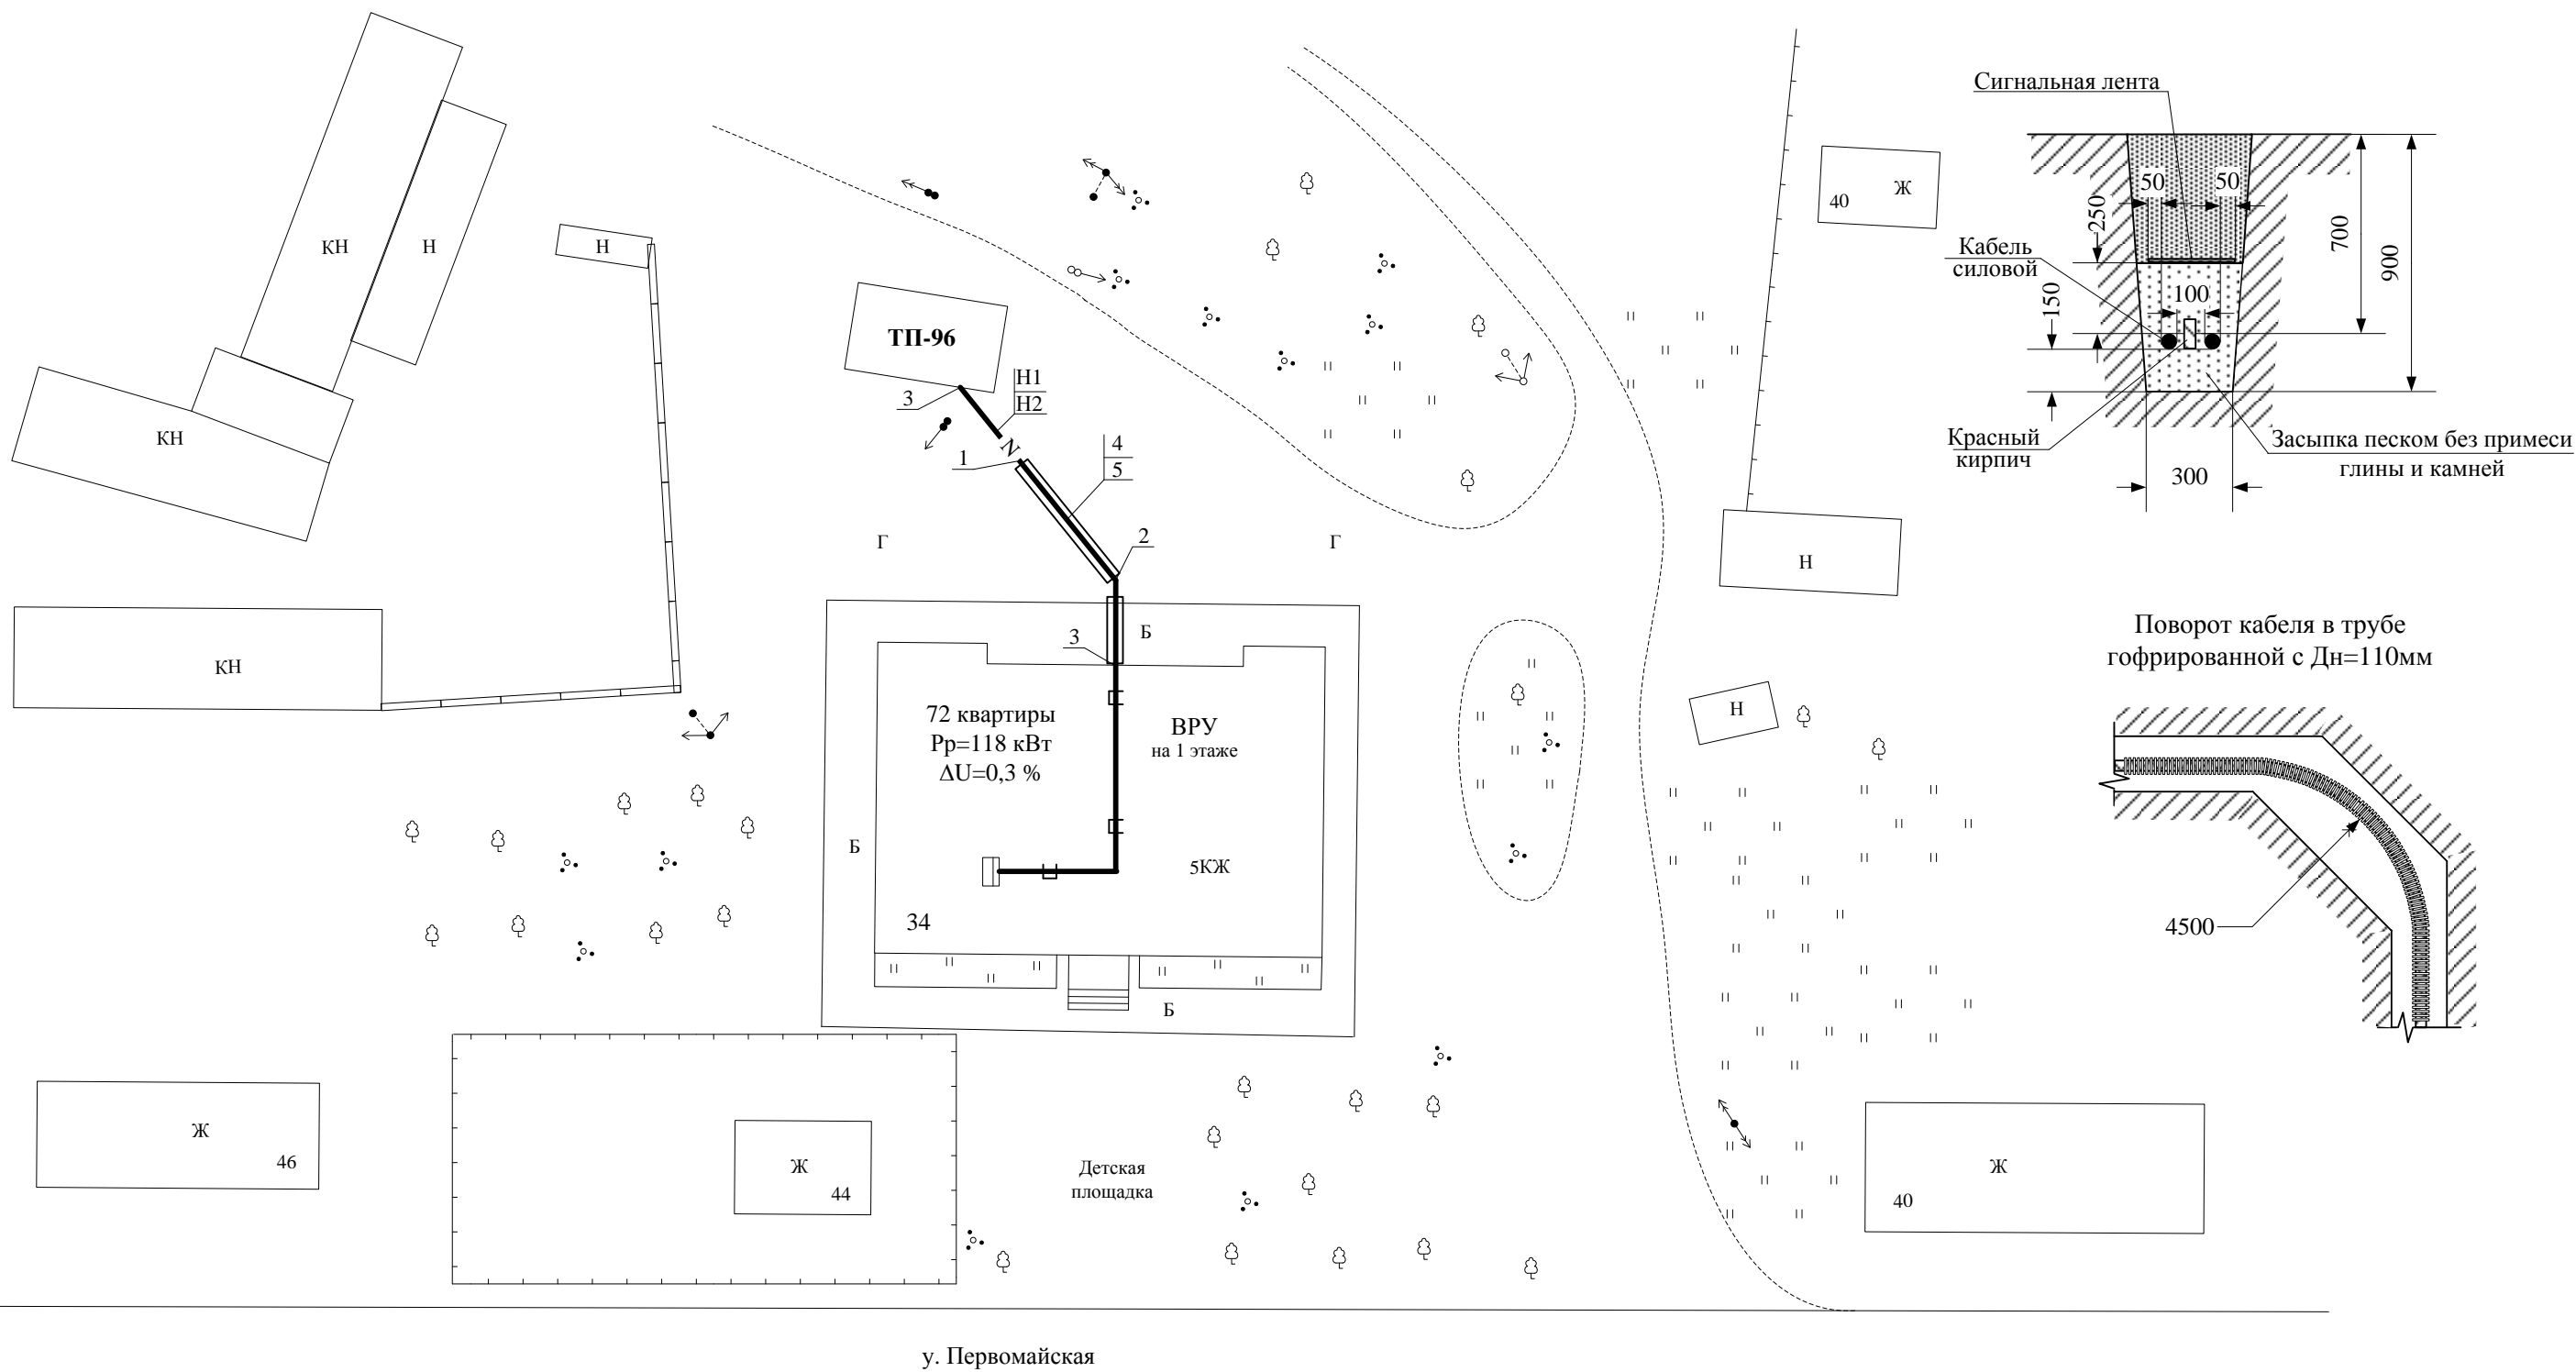 КН
Н
Н
КН
КН
ТП-96
3
Н1
Н2
N
1
4
5
2
Г
Г
Б
3
72 квартиры
Рр=118 кВт
ΔU=0,3 %
ВРУ
на 1 этаже
Б
5КЖ
34
Б
40
Ж
Н
Н
Ж
46
Ж
44
Детская
площадка
Ж
40
у. Первомайская
Сигнальная лента
50
50
250
700
900
Кабель
силовой
150
100
Красный
кирпич
Засыпка песком без примеси
глины и камней
300
Поворот кабеля в трубе
гофрированной с Дн=110мм
4500